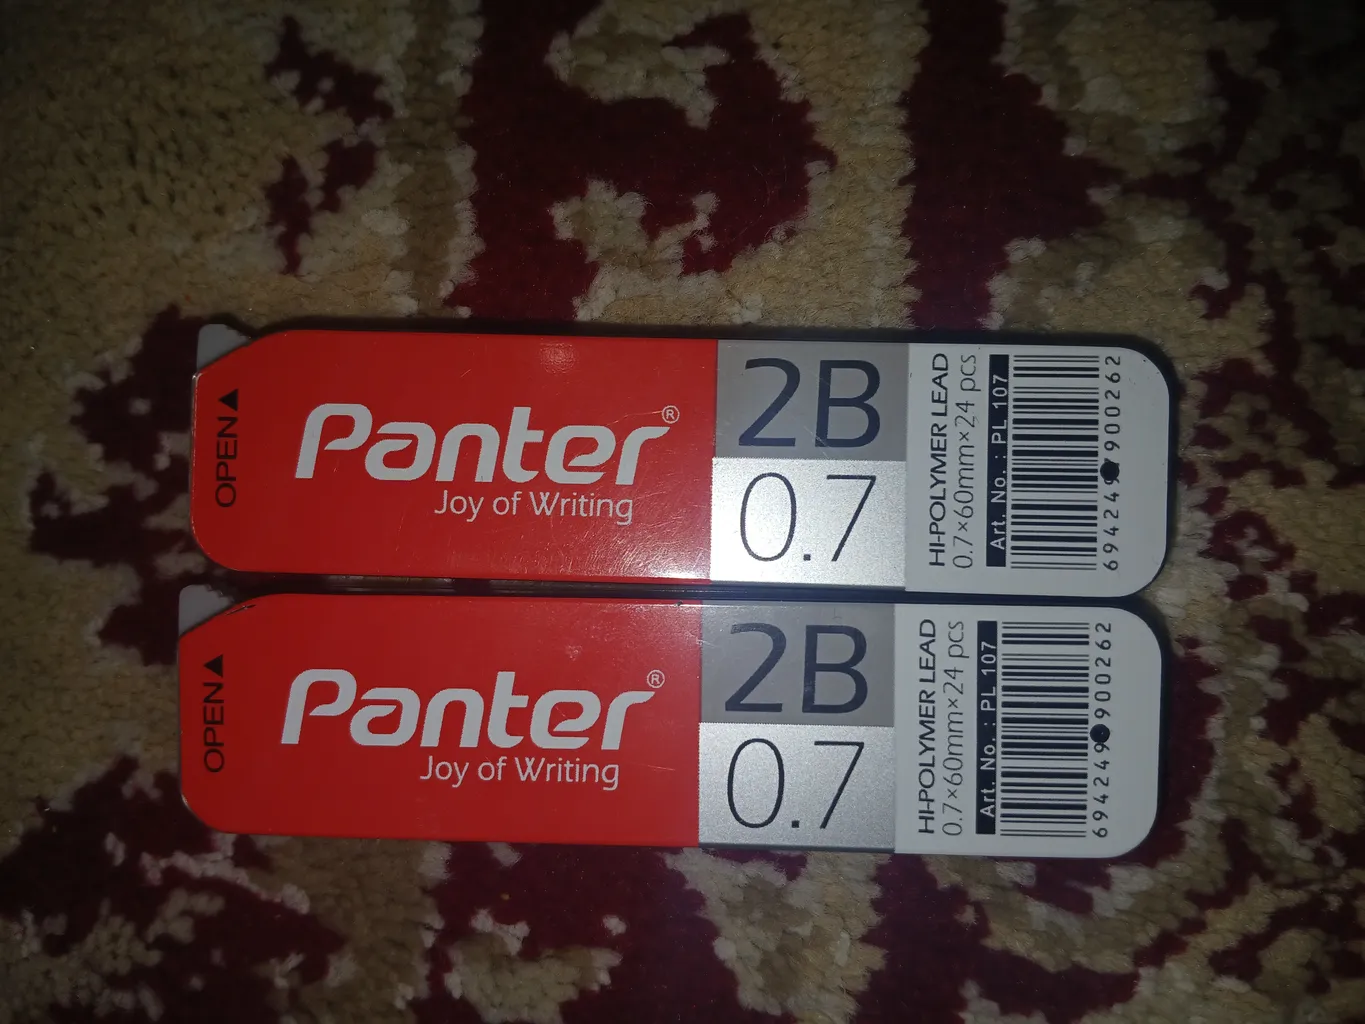 OPEN▲
Panter®
Joy of Writing
2B
0.7
HI-POLYMER LEAD
0.7×60mm×24 pcs
Art. No. : PL 107
6942499900262
OPEN▲
Panter®
Joy of Writing
2B
0.7
HI-POLYMER LEAD
0.7×60mm×24 pcs
Art. No. : PL 107
6942499900262